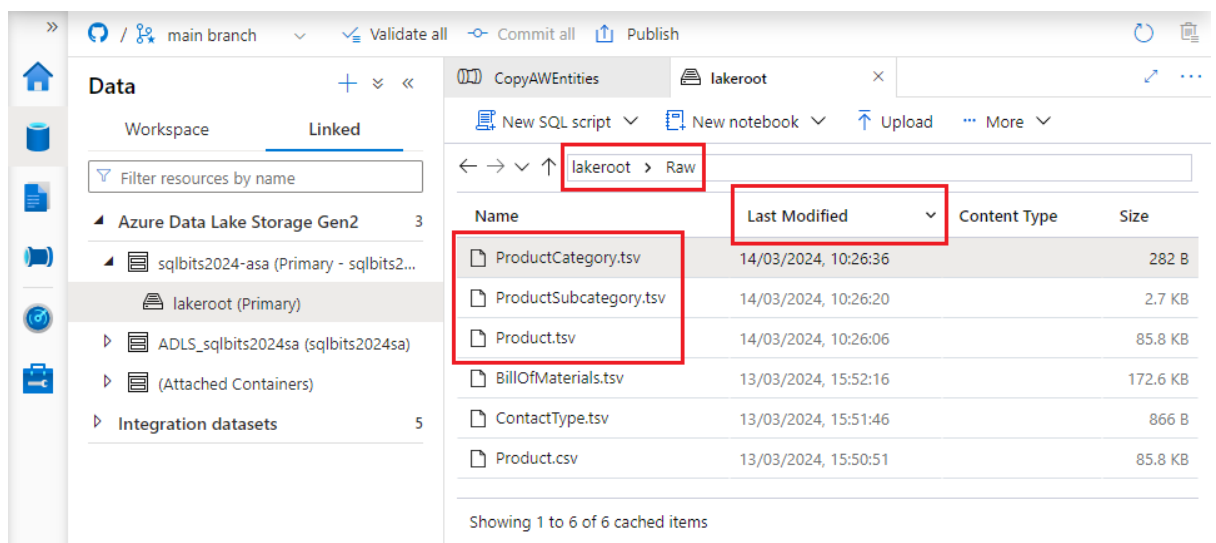 / main branch Validate all Commit all Publish
Data
Workspace Linked
Filter resources by name
Azure Data Lake Storage Gen2 3
sqlbits2024-asa (Primary - sqlbits2...
lakeroot (Primary)
ADLS_sqlbits2024sa (sqlbits2024sa)
(Attached Containers)
Integration datasets 5
CopyAWEntities lakeroot
New SQL script New notebook Upload ... More
lakeroot > Raw
Name Last Modified Content Type Size
ProductCategory.tsv 14/03/2024, 10:26:36 282 B
ProductSubcategory.tsv 14/03/2024, 10:26:20 2.7 KB
Product.tsv 14/03/2024, 10:26:06 85.8 KB
BillOfMaterials.tsv 13/03/2024, 15:52:16 172.6 KB
ContactType.tsv 13/03/2024, 15:51:46 866 B
Product.csv 13/03/2024, 15:50:51 85.8 KB
Showing 1 to 6 of 6 cached items